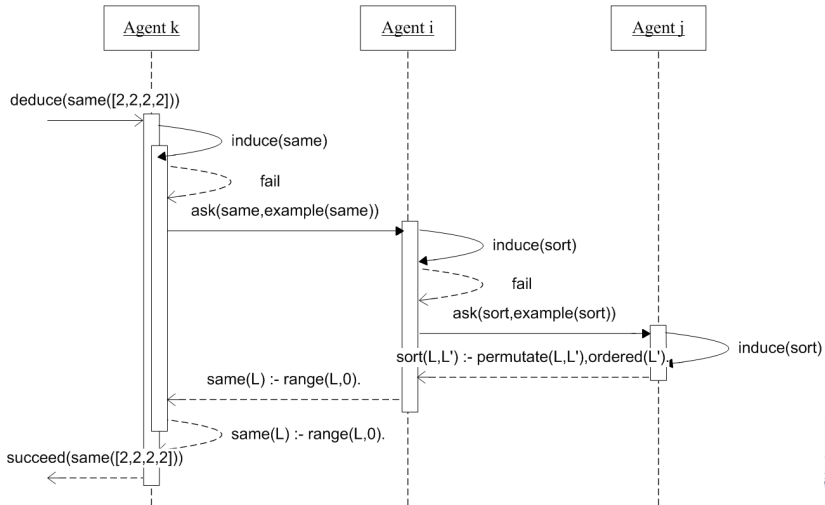 Agent k
Agent i
Agent j
deduce(same([2,2,2,2]))
induce(same)
fail
ask(same,example(same))
induce(sort)
fail
ask(sort,example(sort))
induce(sort)
sort(L,L') :- permutate(L,L'),ordered(L').
same(L) :- range(L,0).
same(L) :- range(L,0).
succeed(same([2,2,2,2]))